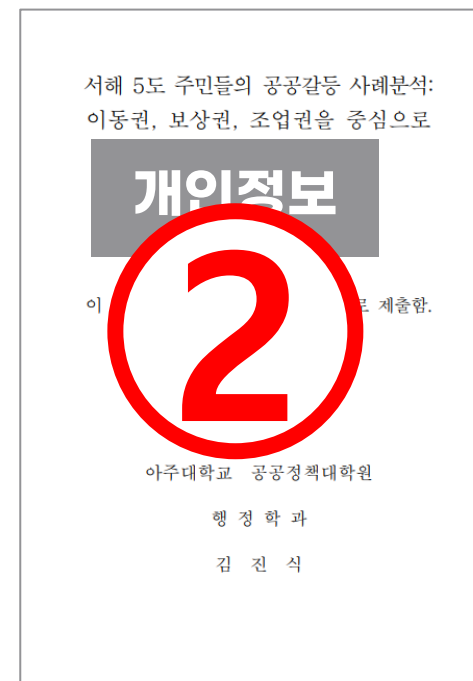 서해 5도 주민들의 공공갈등 사례분석:
이동권, 보상권, 조업권을 중심으로
개인정보
②
이 로 제출함.
아주대학교 공공정책대학원
행 정 학 과
김 진 식